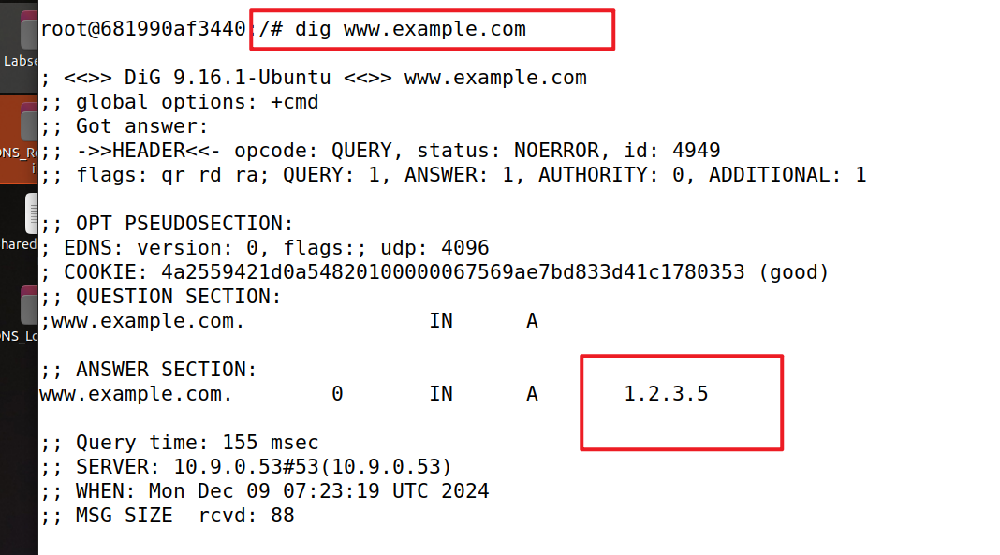 root@681990af3440:/# dig www.example.com
; <<>> DiG 9.16.1-Ubuntu <<>> www.example.com
;; global options: +cmd
;; Got answer:
;; ->>HEADER<<- opcode: QUERY, status: NOERROR, id: 4949
;; flags: qr rd ra; QUERY: 1, ANSWER: 1, AUTHORITY: 0, ADDITIONAL: 1
;; OPT PSEUDOSECTION:
; EDNS: version: 0, flags:; udp: 4096
; COOKIE: 4a2559421d0a54820100000067569ae7bd833d41c1780353 (good)
;; QUESTION SECTION:
;www.example.com. IN A
;; ANSWER SECTION:
www.example.com. 0 IN A 1.2.3.5
;; Query time: 155 msec
;; SERVER: 10.9.0.53#53(10.9.0.53)
;; WHEN: Mon Dec 09 07:23:19 UTC 2024
;; MSG SIZE rcvd: 88
Labse
NS_Re
il
hared
NS_Lo